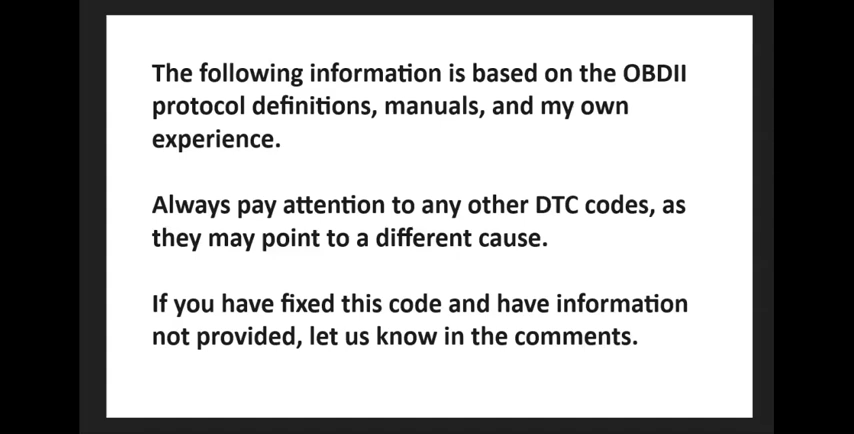 The following information is based on the OBDII
protocol definitions, manuals, and my own
experience.
Always pay attention to any other DTC codes, as
they may point to a different cause.
If you have fixed this code and have information
not provided, let us know in the comments.